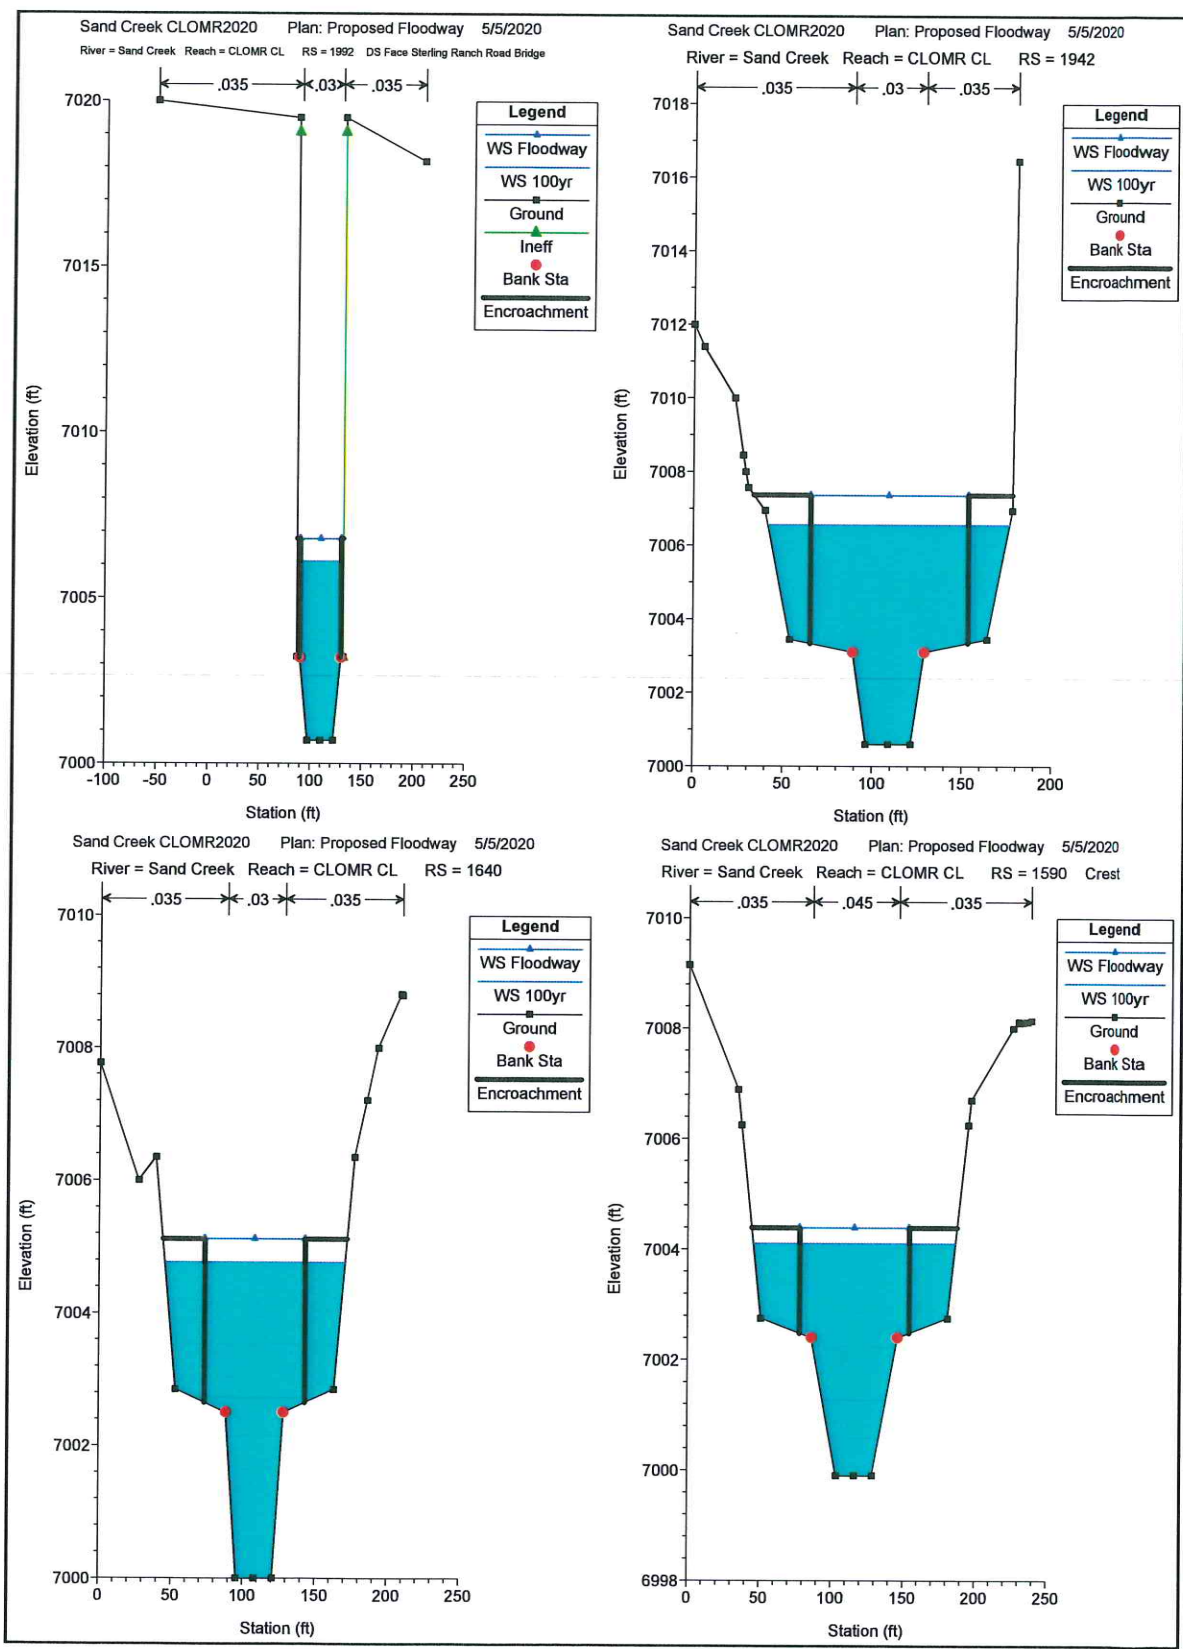 Sand Creek CLOMR2020 Plan: Proposed Floodway 5/5/2020
River = Sand Creek Reach = CLOMR CL RS = 1992 DS Face Sterling Ranch Road Bridge
.035 .03 .035
Legend
WS Floodway
WS 100yr
Ground
Ineff
Bank Sta
Encroachment
7020
7015
7010
7005
7000
Elevation (ft)
-100 -50 0 50 100 150 200 250
Station (ft)
Sand Creek CLOMR2020 Plan: Proposed Floodway 5/5/2020
River = Sand Creek Reach = CLOMR CL RS = 1942
.035 .03 .035
Legend
WS Floodway
WS 100yr
Ground
Bank Sta
Encroachment
7018
7016
7014
7012
7010
7008
7006
7004
7002
7000
Elevation (ft)
0 50 100 150 200
Station (ft)
Sand Creek CLOMR2020 Plan: Proposed Floodway 5/5/2020
River = Sand Creek Reach = CLOMR CL RS = 1640
.035 .03 .035
Legend
WS Floodway
WS 100yr
Ground
Bank Sta
Encroachment
7010
7008
7006
7004
7002
7000
Elevation (ft)
0 50 100 150 200 250
Station (ft)
Sand Creek CLOMR2020 Plan: Proposed Floodway 5/5/2020
River = Sand Creek Reach = CLOMR CL RS = 1590 Crest
.035 .045 .035
Legend
WS Floodway
WS 100yr
Ground
Bank Sta
Encroachment
7010
7008
7006
7004
7002
7000
6998
Elevation (ft)
0 50 100 150 200 250
Station (ft)